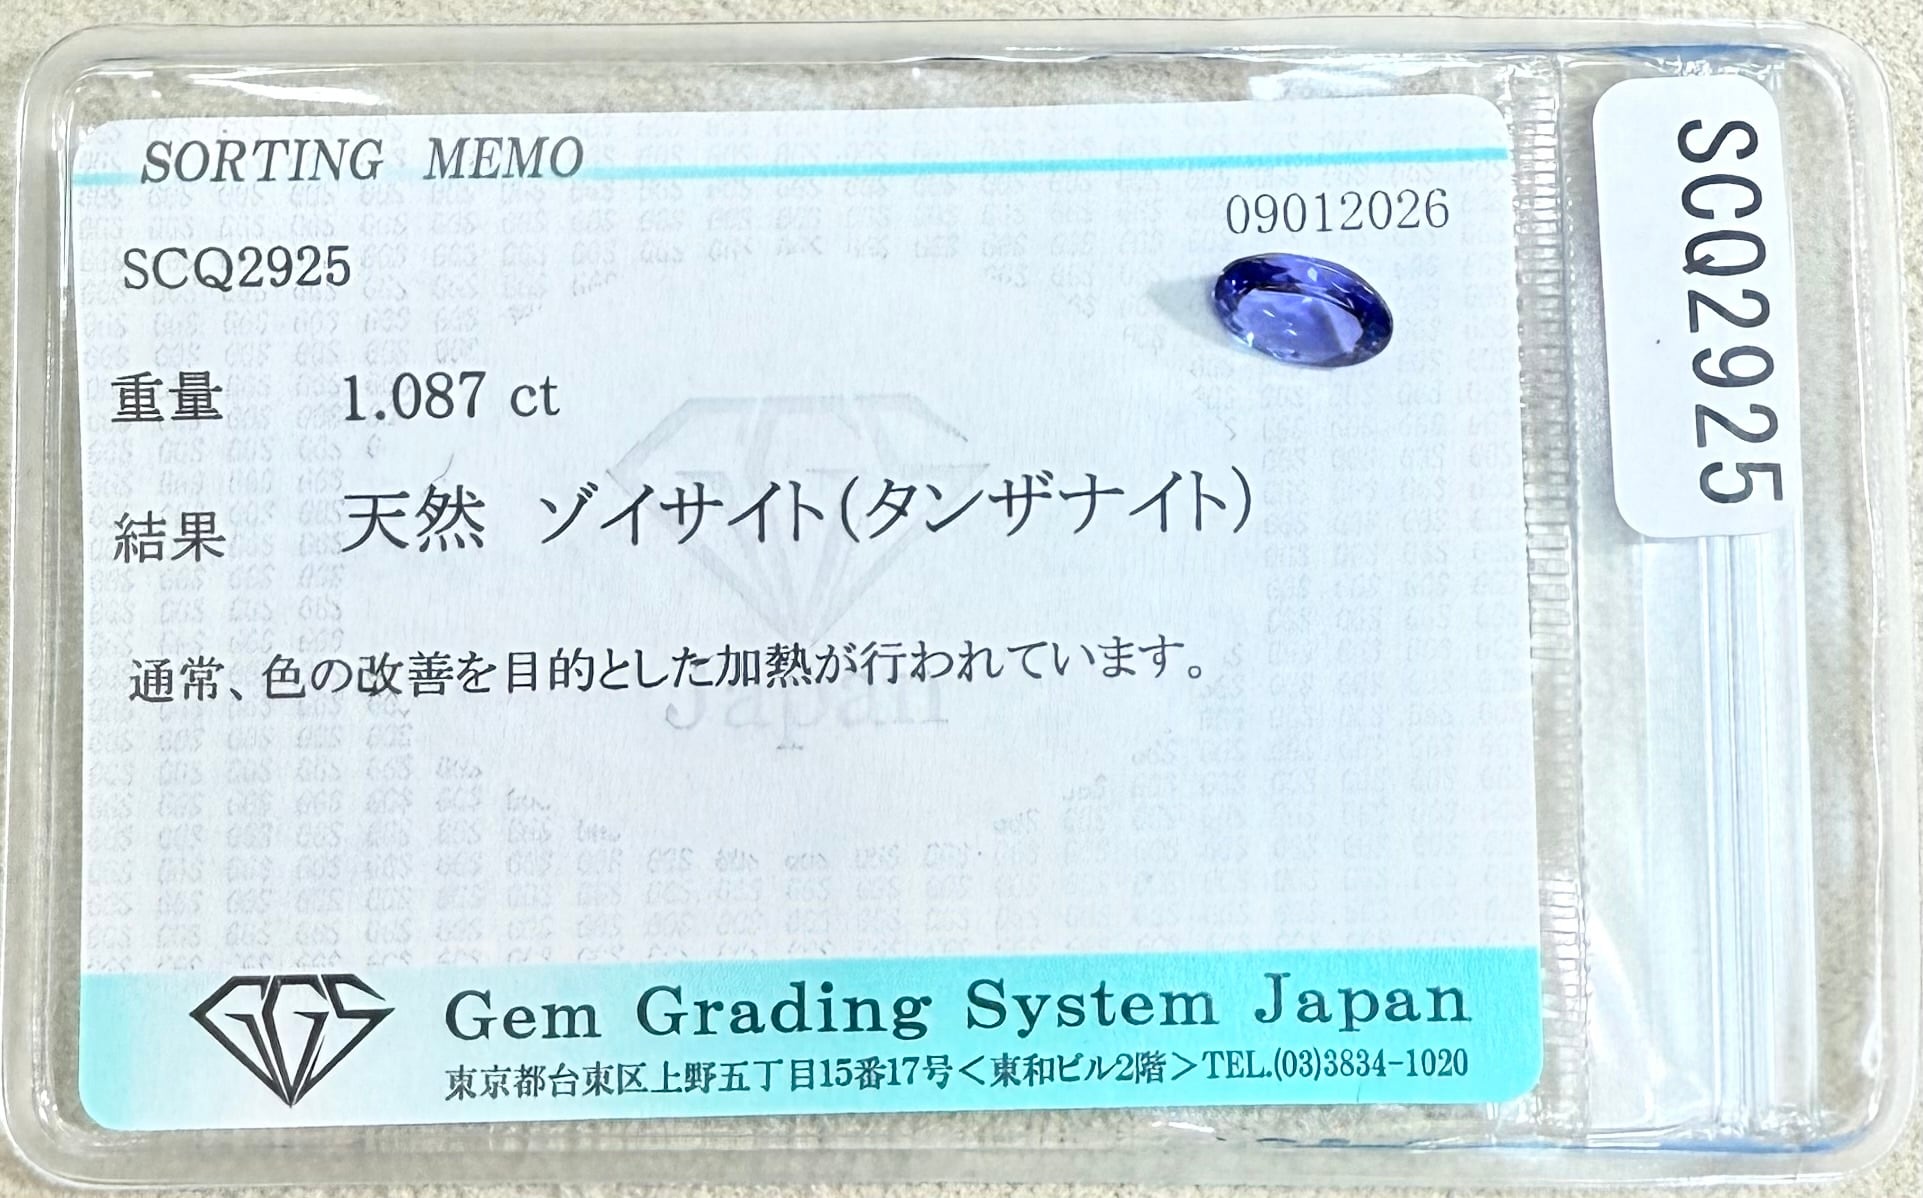 SORTING MEMO
09012026
SCQ2925
重量 1.087 ct
結果 天然 ゾイサイト(タンザナイト)
通常、色の改善を目的とした加熱が行われています。
Japan
GGS
Gem Grading System Japan
東京都台東区上野五丁目15番17号<東和ビル2階>TEL.(03)3834-1020
SCQ2925